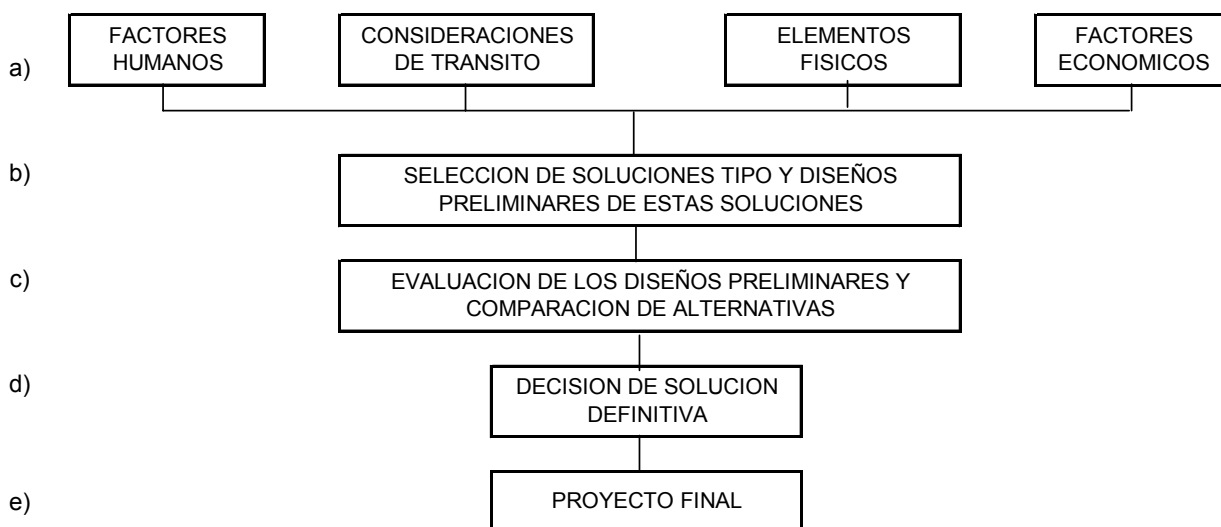 a)
FACTORES
HUMANOS
CONSIDERACIONES
DE TRANSITO
ELEMENTOS
FISICOS
FACTORES
ECONOMICOS
b)
SELECCION DE SOLUCIONES TIPO Y DISEÑOS
PRELIMINARES DE ESTAS SOLUCIONES
c)
EVALUACION DE LOS DISEÑOS PRELIMINARES Y
COMPARACION DE ALTERNATIVAS
d)
DECISION DE SOLUCION
DEFINITIVA
e)
PROYECTO FINAL